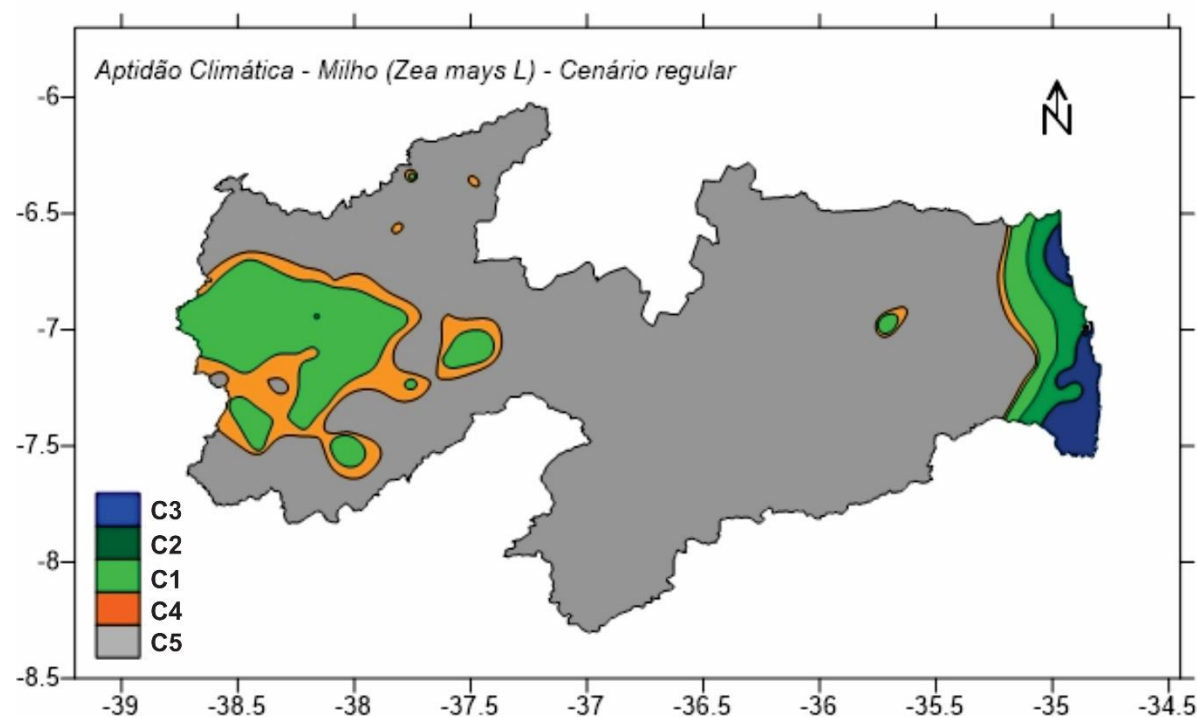 Aptidão Climática - Milho (Zea mays L) - Cenário regular
N
-6
-6.5
-7
-7.5
-8
-8.5
C3
C2
C1
C4
C5
-39 -38.5 -38 -37.5 -37 -36.5 -36 -35.5 -35 -34.5